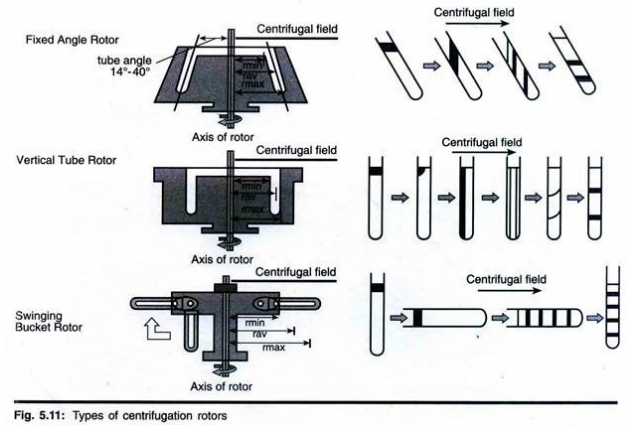 Fixed Angle Rotor
tube angle
14°-40°
Centrifugal field
rmin
rav
rmax
Axis of rotor
Centrifugal field
Vertical Tube Rotor
Centrifugal field
rmin
rav
rmax
Axis of rotor
Centrifugal field
Swinging
Bucket Rotor
Centrifugal field
rmin
rav
rmax
Axis of rotor
Centrifugal field
Fig. 5.11: Types of centrifugation rotors